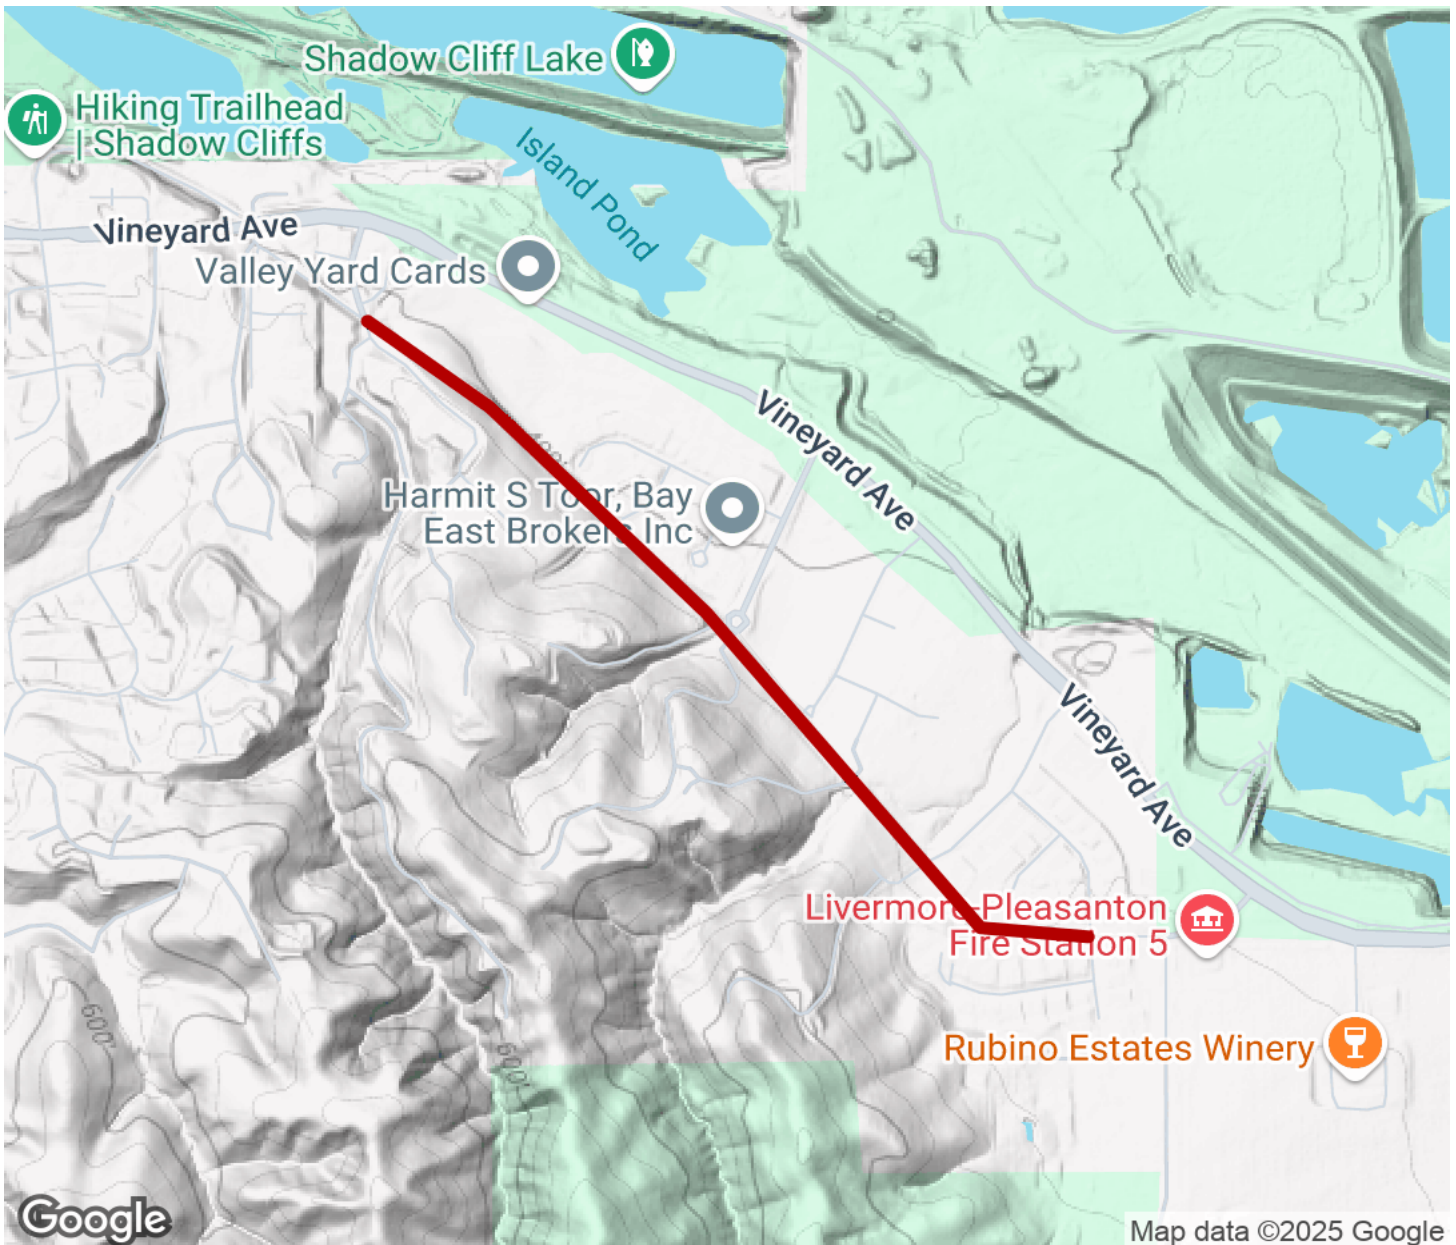 Shadow Cliff Lake
Hiking Trailhead
| Shadow Cliffs
Island Pond
Vineyard Ave
Valley Yard Cards
Vineyard Ave
Harmit S Toor, Bay
East Brokers Inc
Vineyard Ave
Livermore-Pleasanton
Fire Station 5
600'
600'
Rubino Estates Winery
Google
Map data ©2025 Google